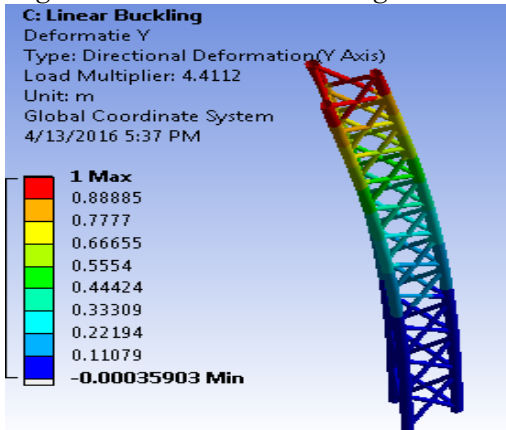 C: Linear Buckling
Deformatie Y
Type: Directional Deformation(Y Axis)
Load Multiplier: 4.4112
Unit: m
Global Coordinate System
4/13/2016 5:37 PM
1 Max
0.88885
0.7777
0.66655
0.5554
0.44424
0.33309
0.22194
0.11079
-0.00035903 Min